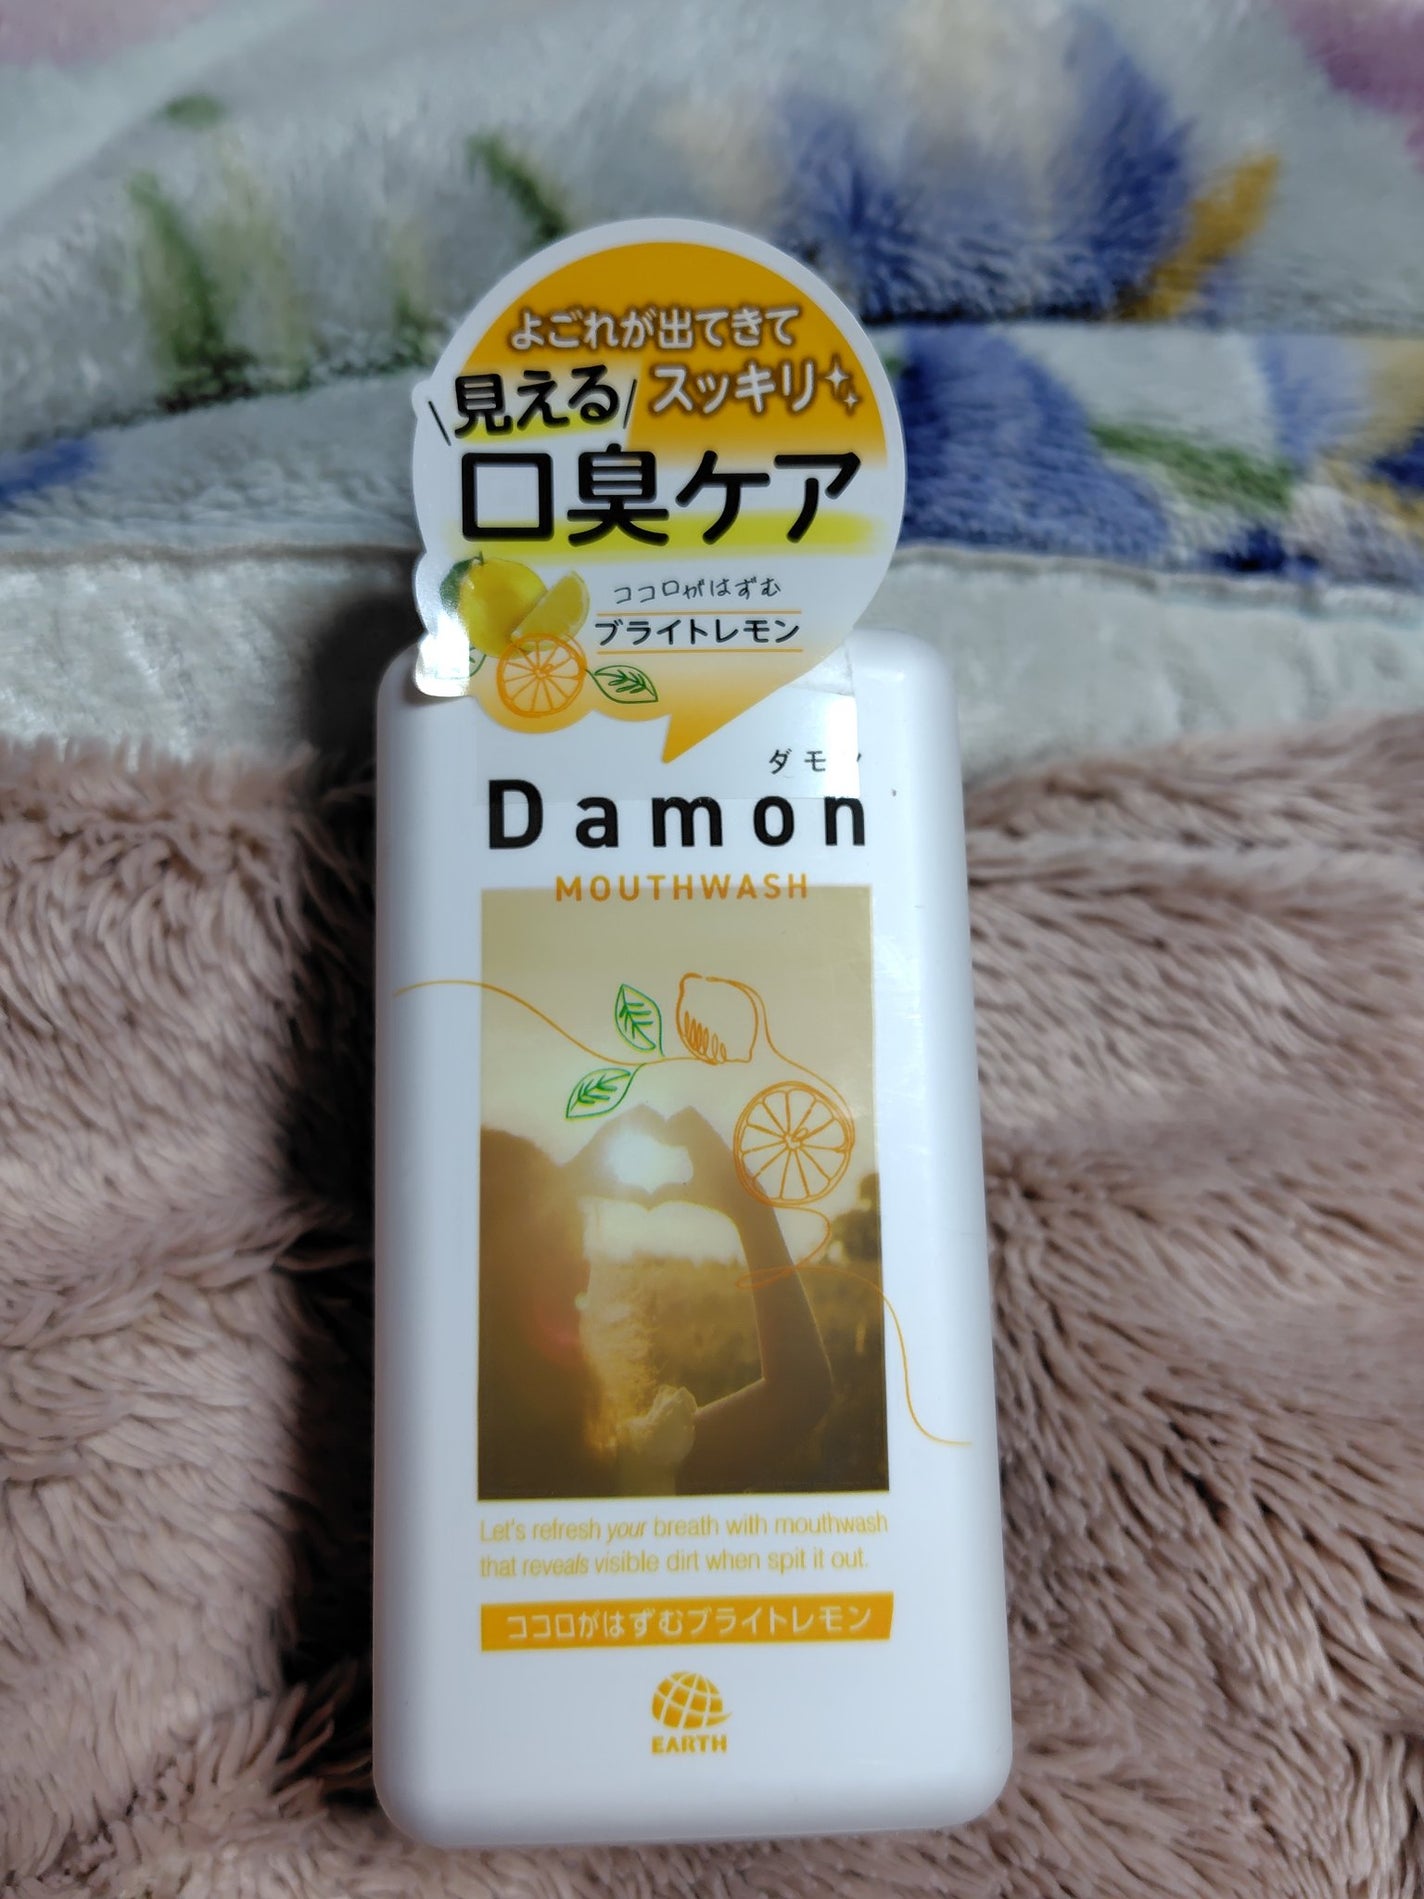 よごれが出てきて
見える スッキリ
口臭ケア
ココロがはずむ
ブライトレモン
ダモン
Damon
MOUTHWASH
Let's refresh your breath with mouthwash
that reveals visible dirt when spit it out.
ココロがはずむブライトレモン
EARTH